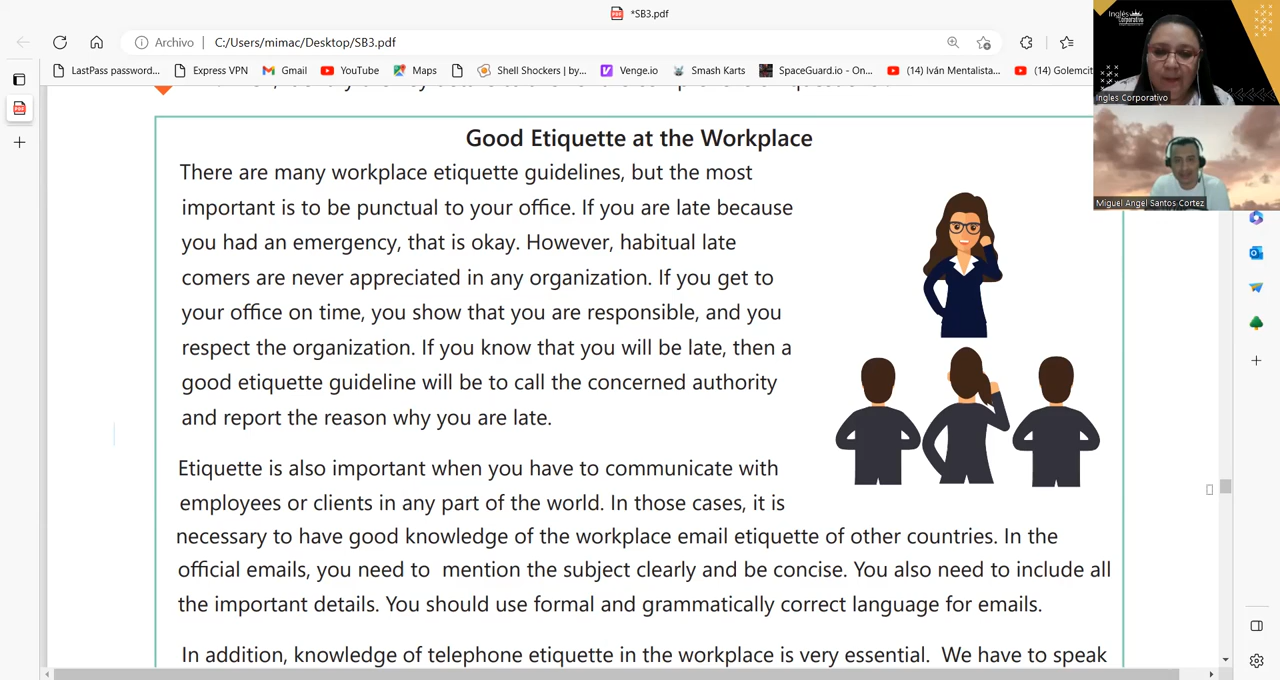 *SB3.pdf
Archivo C:/Users/mimac/Desktop/SB3.pdf
LastPass password... Express VPN Gmail YouTube Maps Shell Shockers | by... Venge.io Smash Karts SpaceGuard.io - On... (14) Iván Mentalista... (14) Golemcit
Inglés
Corporativo
Ingles Corporativo
Miguel Angel Santos Cortez
Good Etiquette at the Workplace
There are many workplace etiquette guidelines, but the most
important is to be punctual to your office. If you are late because
you had an emergency, that is okay. However, habitual late
comers are never appreciated in any organization. If you get to
your office on time, you show that you are responsible, and you
respect the organization. If you know that you will be late, then a
good etiquette guideline will be to call the concerned authority
and report the reason why you are late.
Etiquette is also important when you have to communicate with
employees or clients in any part of the world. In those cases, it is
necessary to have good knowledge of the workplace email etiquette of other countries. In the
official emails, you need to mention the subject clearly and be concise. You also need to include all
the important details. You should use formal and grammatically correct language for emails.
In addition, knowledge of telephone etiquette in the workplace is very essential. We have to speak